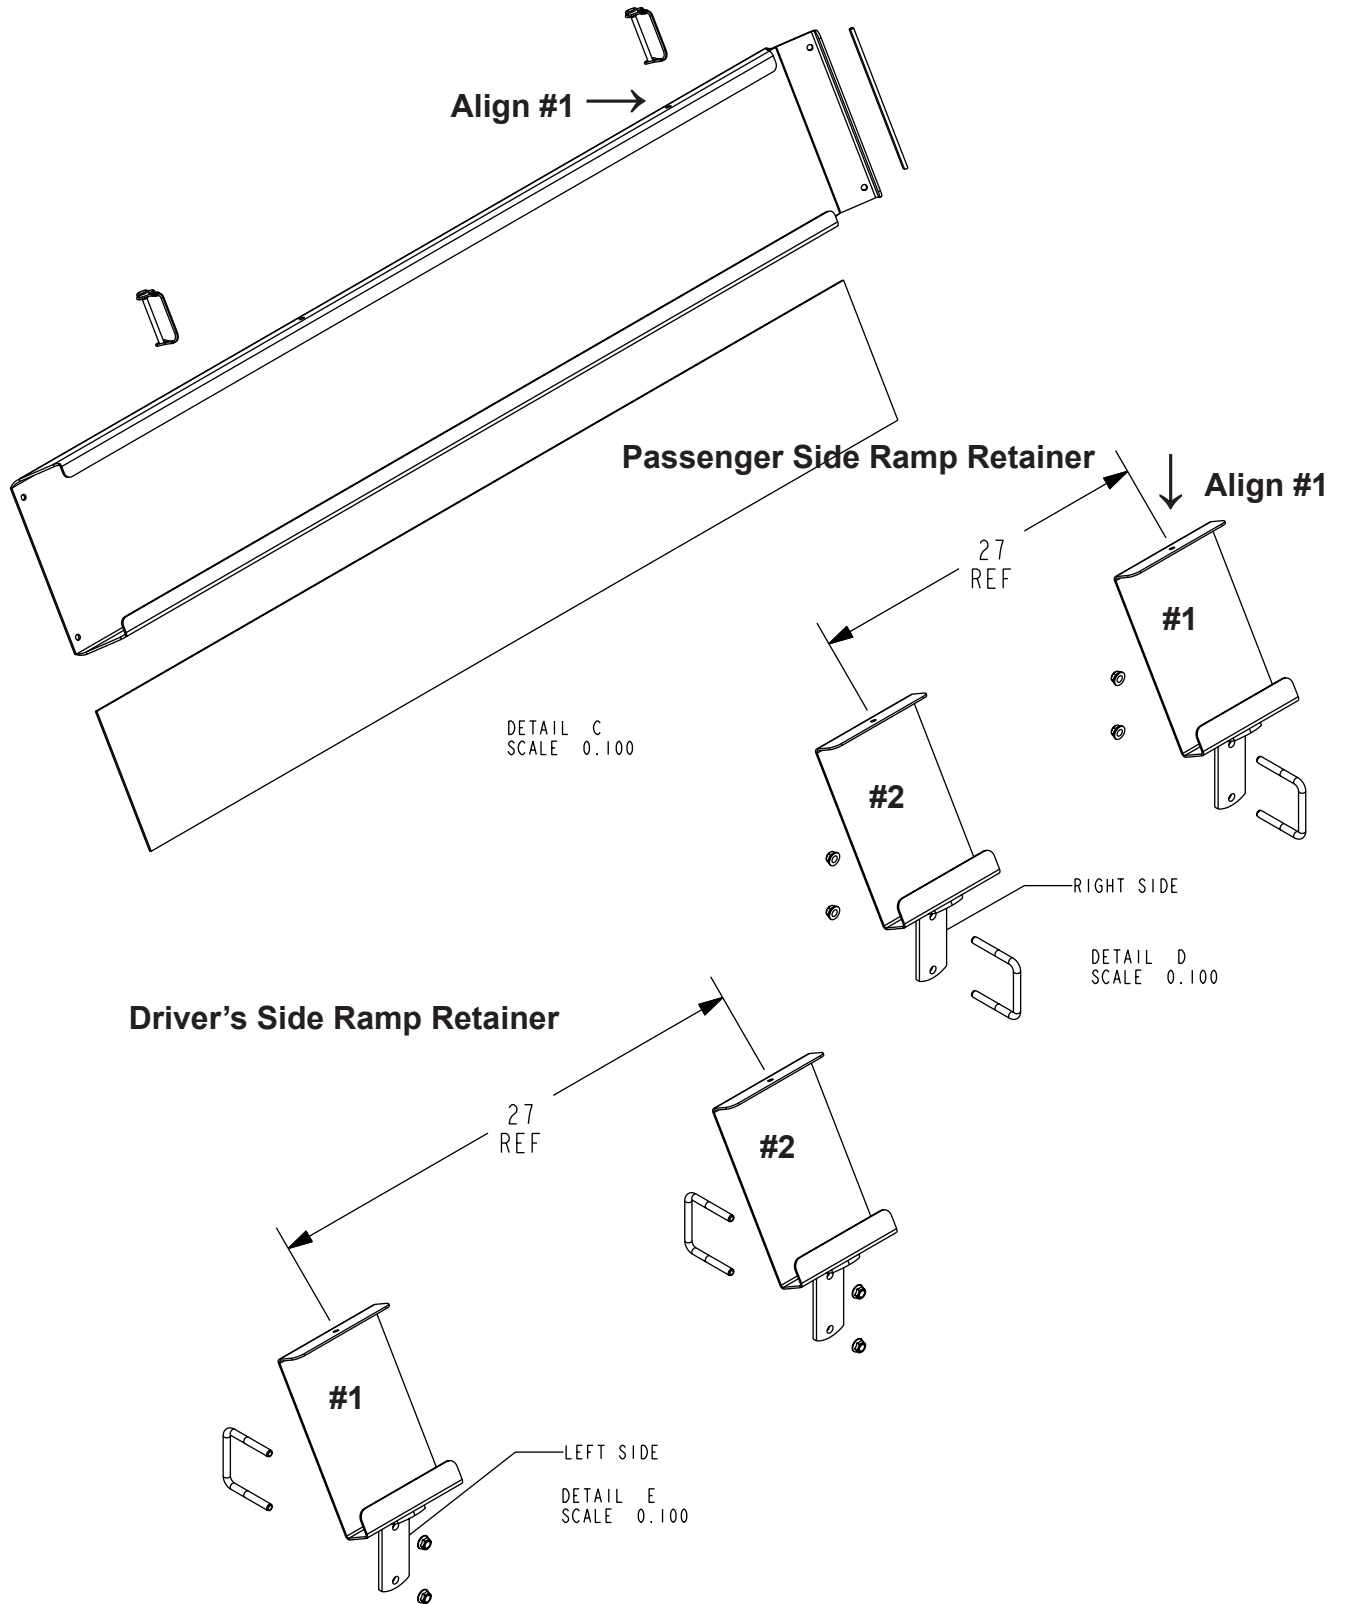 Align #1
Passenger Side Ramp Retainer
Align #1
27
REF
#1
DETAIL C
SCALE 0.100
#2
RIGHT SIDE
DETAIL D
SCALE 0.100
Driver’s Side Ramp Retainer
27
REF
#2
#1
LEFT SIDE
DETAIL E
SCALE 0.100